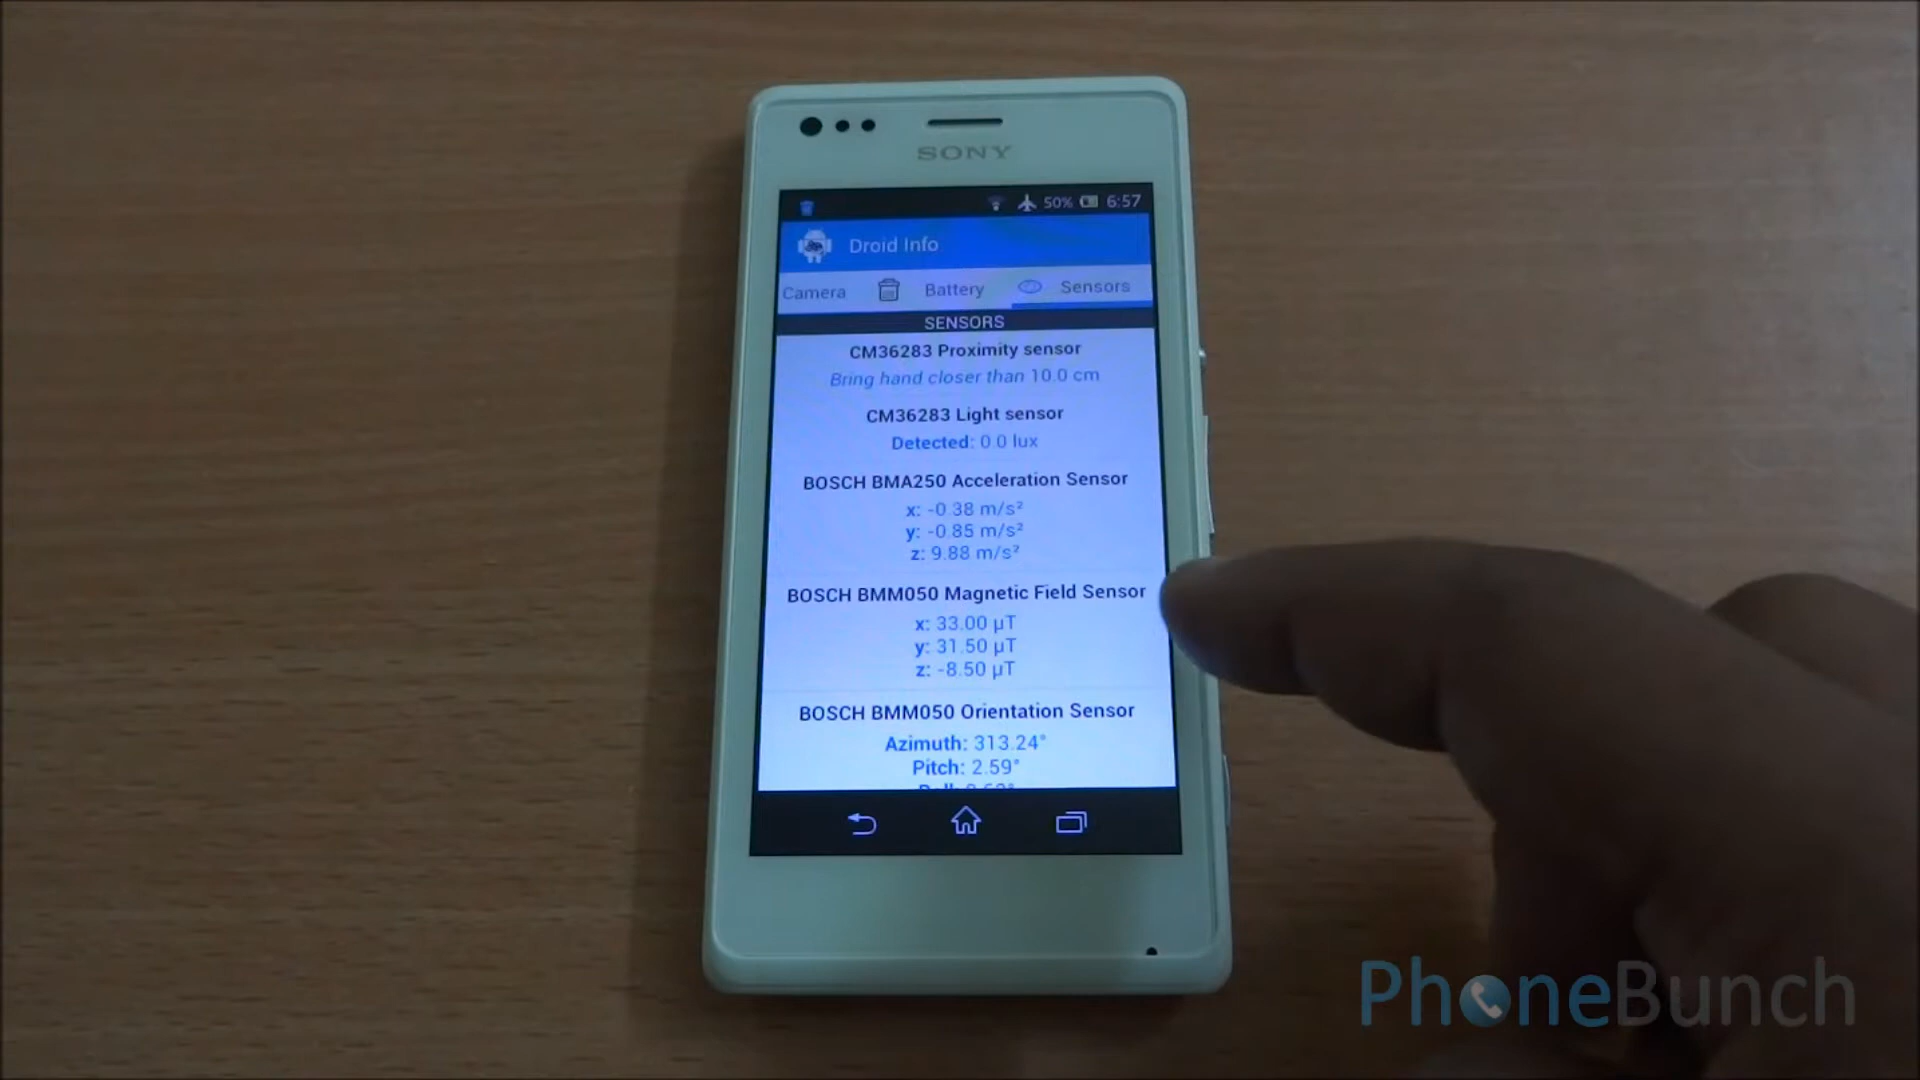 SONY
50% 6:57
Droid Info
Camera Battery Sensors
SENSORS
CM36283 Proximity sensor
Bring hand closer than 10.0 cm
CM36283 Light sensor
Detected: 0.0 lux
BOSCH BMA250 Acceleration Sensor
x: -0.38 m/s²
y: -0.85 m/s²
z: 9.88 m/s²
BOSCH BMM050 Magnetic Field Sensor
x: 33.00 µT
y: 31.50 µT
z: -8.50 µT
BOSCH BMM050 Orientation Sensor
Azimuth: 313.24°
Pitch: 2.59°
PhoneBunch